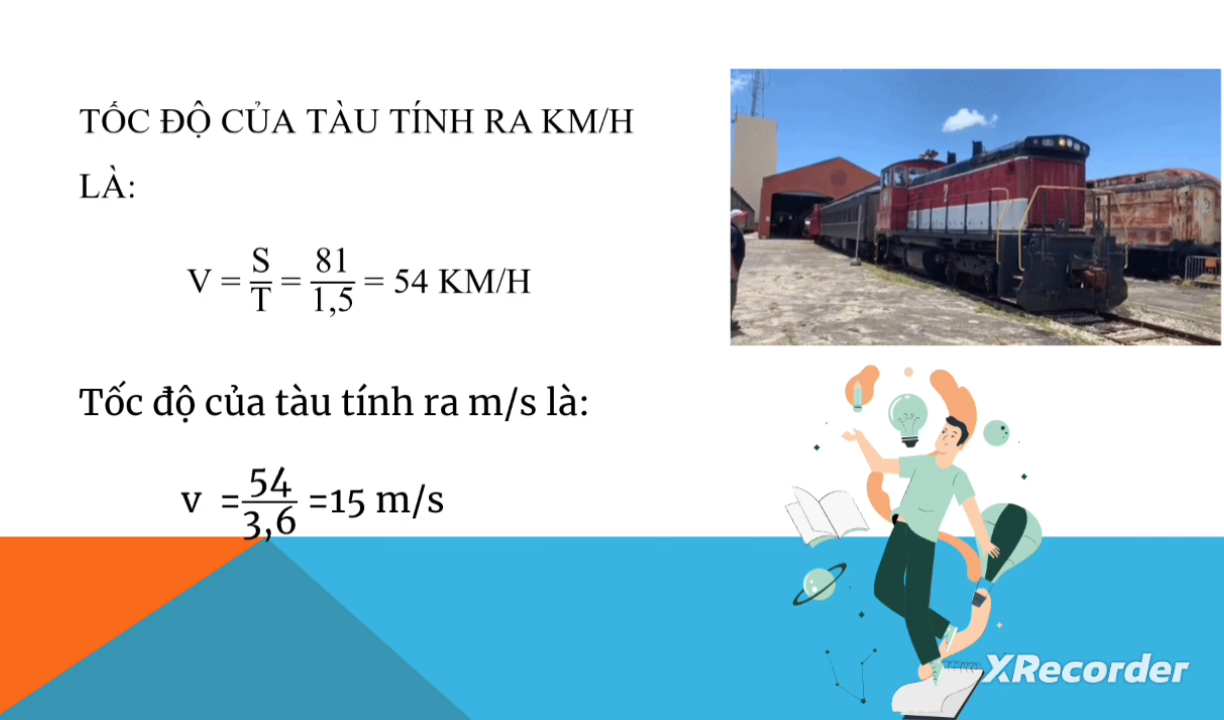 TỐC ĐỘ CỦA TÀU TÍNH RA KM/H
LÀ:
V = S/T = 81/1,5 = 54 KM/H
Tốc độ của tàu tính ra m/s là:
v =54/3,6 =15 m/s
XRecorder